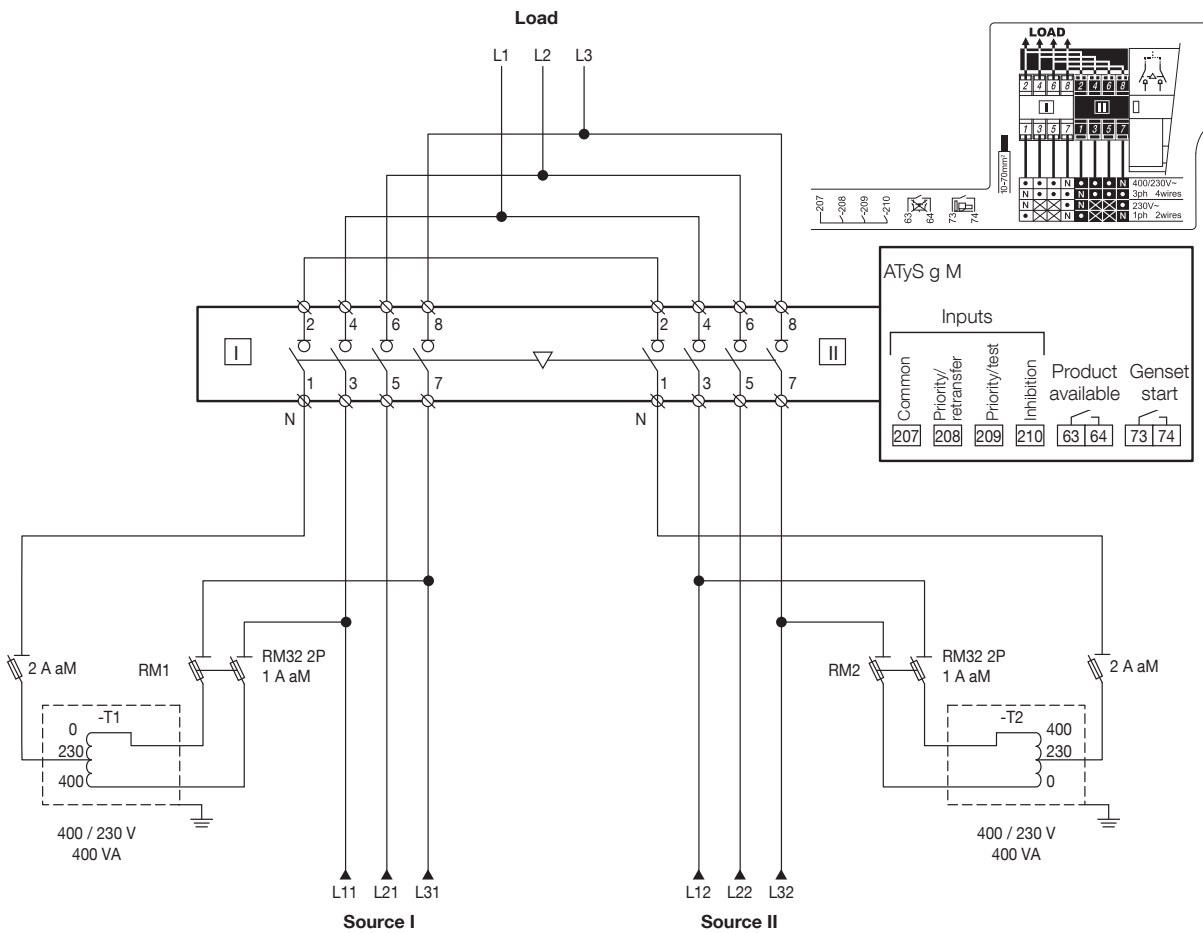 Load
L1 L2 L3
LOAD
2 4 6 8 2 4 6 8
I II
1 3 5 7 1 3 5 7
10-70mm²
N N 400/230V~
N N 3ph 4wires
N N 230V~
N N 1ph 2wires
207 208 209 210 63 64 73 74
2 4 6 8 2 4 6 8
I II
1 3 5 7 1 3 5 7
N N
ATyS g M
Inputs
Common
Priority/
retransfer
Priority/test
Inhibition
Product
available
Genset
start
207 208 209 210 63 64 73 74
2 A aM
RM1
RM32 2P
1 A aM
-T1
0
230
400
400 / 230 V
400 VA
RM2
RM32 2P
1 A aM
2 A aM
-T2
400
230
0
400 / 230 V
400 VA
L11 L21 L31
Source I
L12 L22 L32
Source II